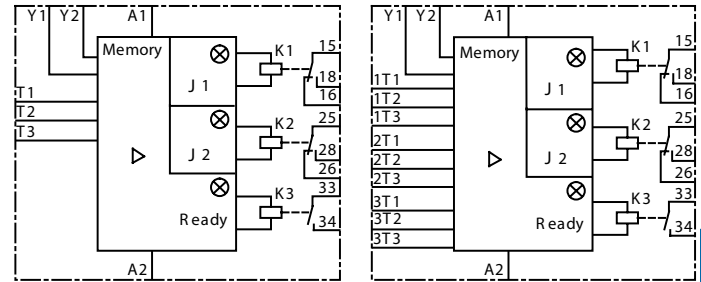 Y1 Y2 A1
Memory
K1
15
J 1
18
16
T1
T2
T3
K2
25
J 2
28
26
K3
33
Ready
34
A2
Y1 Y2 A1
Memory
K1
15
J 1
18
16
1T1
1T2
1T3
K2
25
2T1
J 2
28
2T2
2T3
26
K3
33
3T1
3T2
Ready
34
3T3
A2